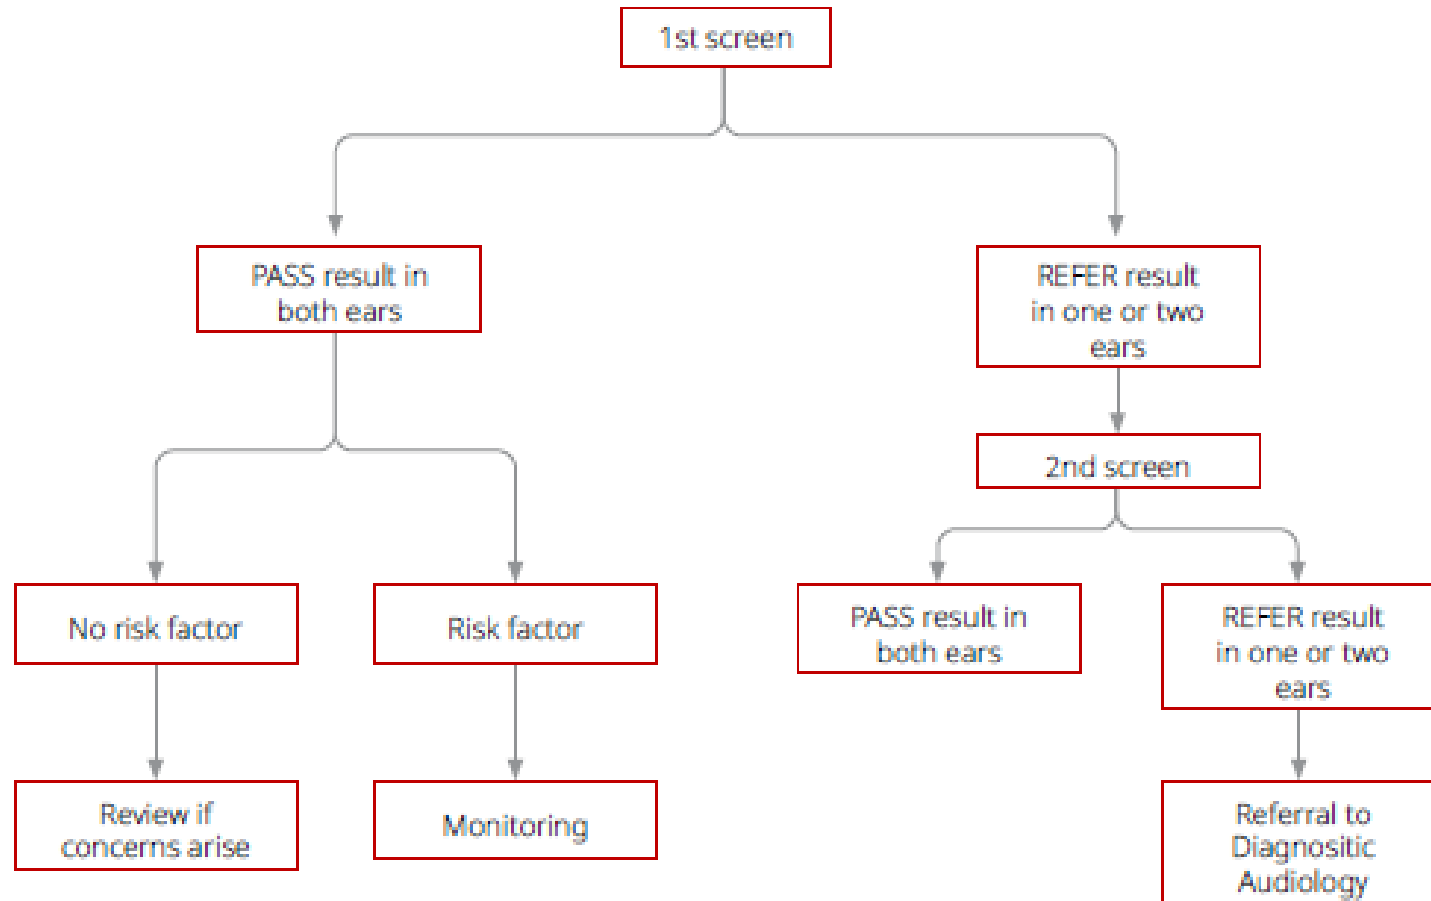 1st screen
PASS result in
both ears
REFER result
in one or two
ears
2nd screen
No risk factor
Risk factor
PASS result in
both ears
REFER result
in one or two
ears
Review if
concerns arise
Monitoring
Referral to
Diagnositic
Audiology